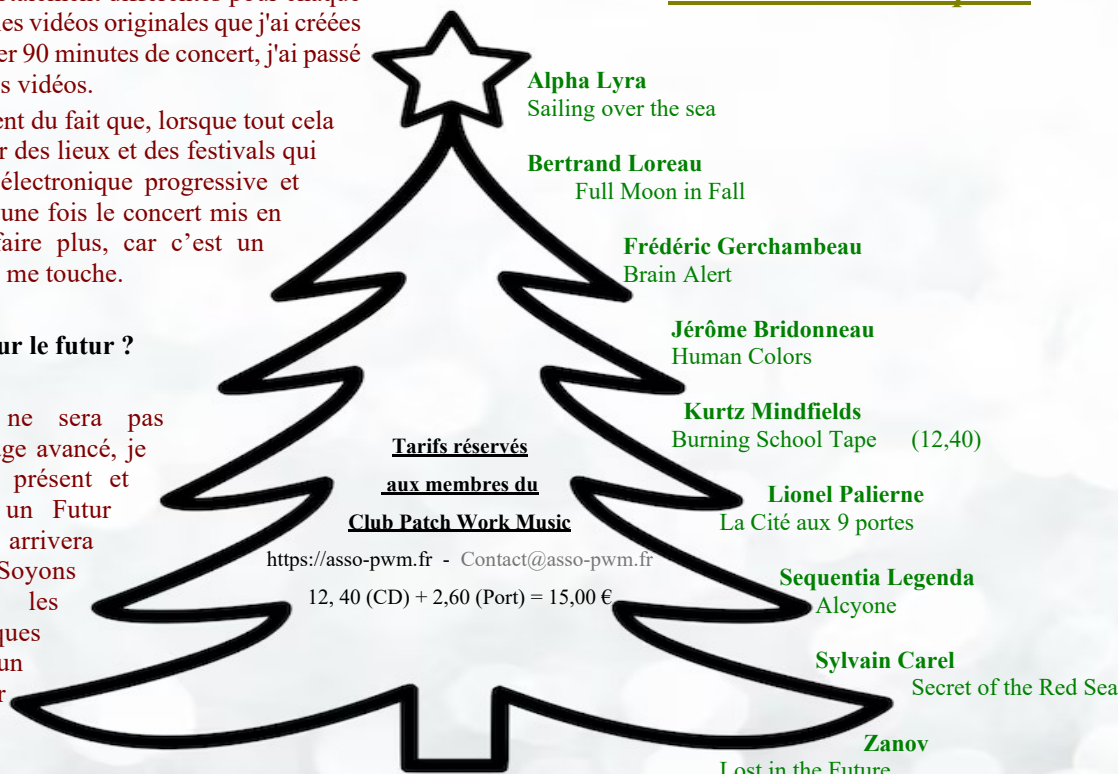 les vidéos originales que j'ai créées
er 90 minutes de concert, j'ai passé
s vidéos.
ent du fait que, lorsque tout cela
r des lieux et des festivals qui
électronique progressive et
une fois le concert mis en
faire plus, car c’est un
me touche.
ur le futur ?
ne sera pas
ge avancé, je
présent et
un Futur
arrivera
Soyons
les
ques
un
r
Alpha Lyra
Sailing over the sea
Bertrand Loreau
Full Moon in Fall
Frédéric Gerchambeau
Brain Alert
Jérôme Bridonneau
Human Colors
Kurtz Mindfields
Burning School Tape (12,40)
Lionel Palierne
La Cité aux 9 portes
Sequentia Legenda
Alcyone
Sylvain Carel
Secret of the Red Sea
Zanov
Lost in the Future
Tarifs réservés
aux membres du
Club Patch Work Music
https://asso-pwm.fr - Contact@asso-pwm.fr
12, 40 (CD) + 2,60 (Port) = 15,00 €